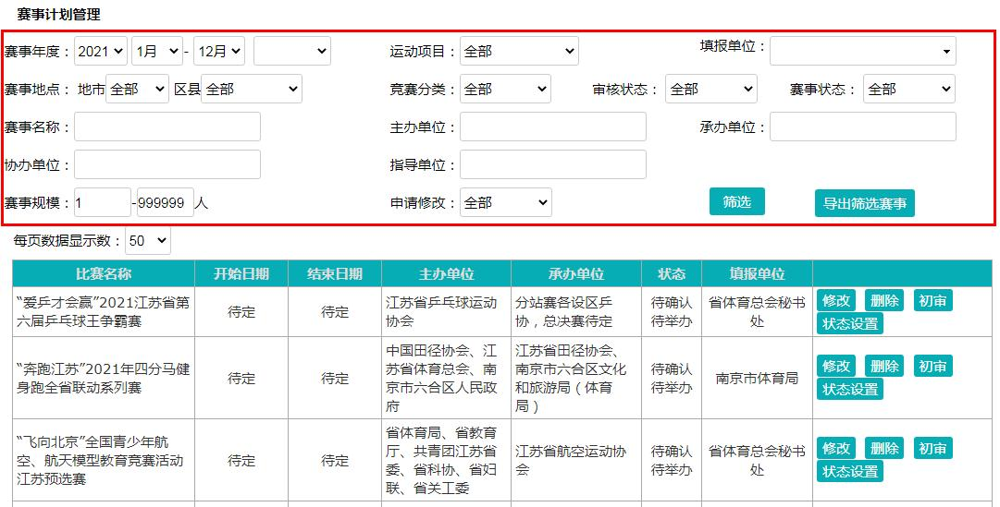 赛事计划管理
赛事年度： 2021 1月 - 12月 运动项目： 全部 填报单位：
赛事地点： 地市 全部 区县 全部 竞赛分类： 全部 审核状态： 全部 赛事状态： 全部
赛事名称： 主办单位： 承办单位：
协办单位： 指导单位：
赛事规模： 1 -999999 人 申请修改： 全部 筛选 导出筛选赛事
每页数据显示数： 50
比赛名称 开始日期 结束日期 主办单位 承办单位 状态 填报单位
“爱乒才会赢”2021江苏省第
六届乒乓球王争霸赛
待定
待定
江苏省乒乓球运动
协会
分站赛各设区乒
协，总决赛待定
待确认
待举办
省体育总会秘书
处
修改 删除 初审
状态设置
“奔跑江苏”2021年四分马健
身跑全省联动系列赛
待定
待定
中国田径协会、江
苏省体育总会、南
京市六合区人民政
府
江苏省田径协会、
南京市六合区文化
和旅游局（体育
局）
待确认
待举办
南京市体育局
修改 删除 初审
状态设置
“飞向北京”全国青少年航
空、航天模型教育竞赛活动
江苏预选赛
待定
待定
省体育局、省教育
厅、共青团江苏省
委、省科协、省妇
联、省关工委
江苏省航空运动协
会
待确认
待举办
省体育总会秘书
处
修改 删除 初审
状态设置